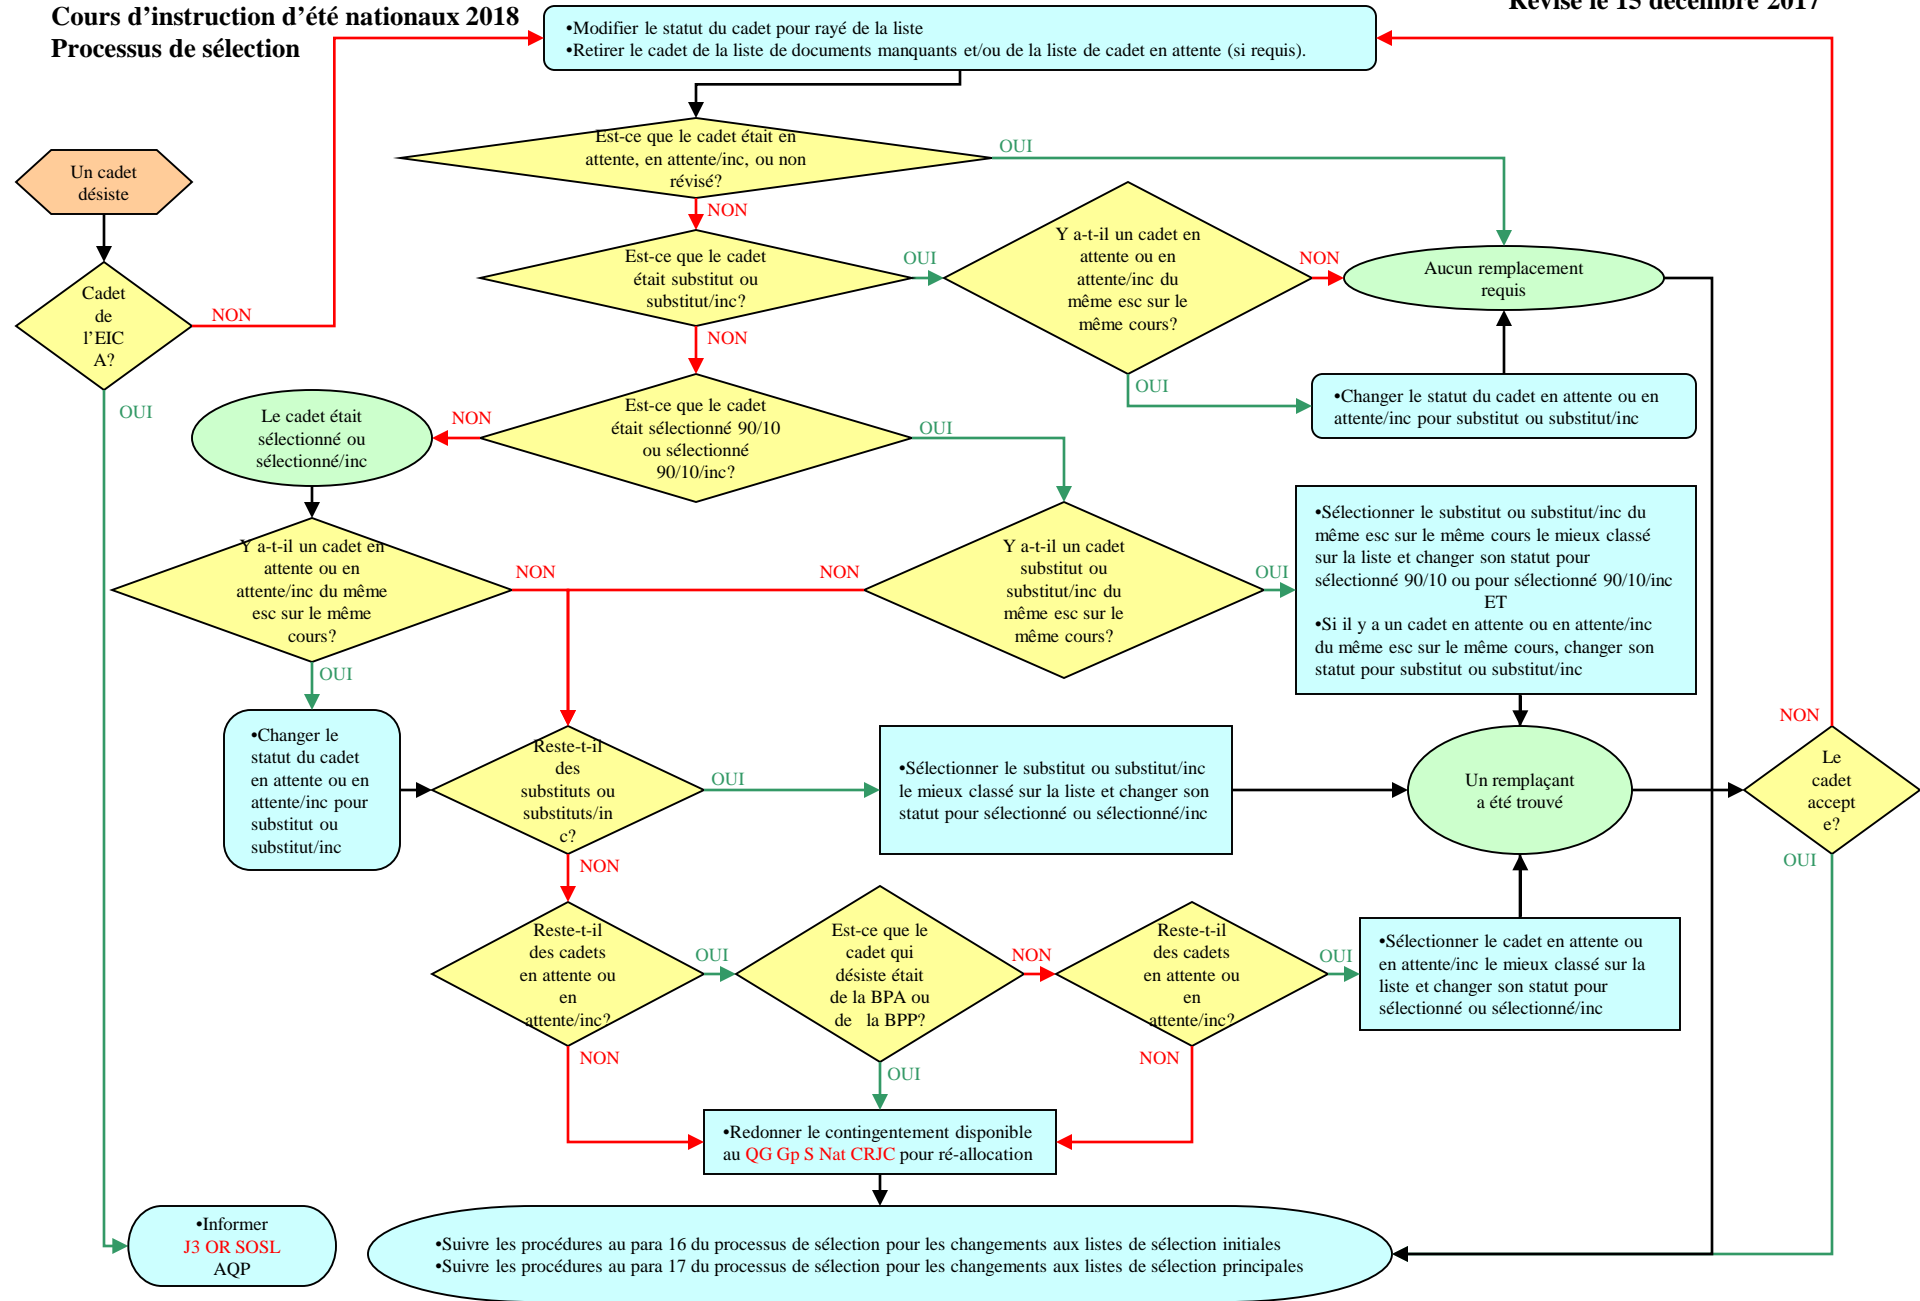 Cours d'instruction d'été nationaux 2018
Processus de sélection
Révisé le 15 décembre 2017
•Modifier le statut du cadet pour rayé de la liste
•Retirer le cadet de la liste de documents manquants et/ou de la liste de cadet en attente (si requis).
Un cadet
désiste
Cadet
de
l'EIC
A?
NON
OUI
Est-ce que le cadet était en
attente, en attente/inc, ou non
révisé?
OUI
NON
Est-ce que le cadet
était substitut ou
substitut/inc?
OUI
NON
Y a-t-il un cadet en
attente ou en
attente/inc du
même esc sur le
même cours?
NON
OUI
Aucun remplacement
requis
•Changer le statut du cadet en attente ou en
attente/inc pour substitut ou substitut/inc
Est-ce que le cadet
était sélectionné 90/10
ou sélectionné
90/10/inc?
NON
OUI
Le cadet était
sélectionné ou
sélectionné/inc
Y a-t-il un cadet en
attente ou en
attente/inc du même
esc sur le même
cours?
NON
OUI
Y a-t-il un cadet
substitut ou
substitut/inc du
même esc sur le
même cours?
NON
OUI
•Sélectionner le substitut ou substitut/inc du
même esc sur le même cours le mieux classé
sur la liste et changer son statut pour
sélectionné 90/10 ou pour sélectionné 90/10/inc
ET
•Si il y a un cadet en attente ou en attente/inc
du même esc sur le même cours, changer son
statut pour substitut ou substitut/inc
•Changer le
statut du cadet
en attente ou en
attente/inc pour
substitut ou
substitut/inc
Reste-t-il
des
substituts ou
substituts/in
c?
OUI
NON
•Sélectionner le substitut ou substitut/inc
le mieux classé sur la liste et changer son
statut pour sélectionné ou sélectionné/inc
Un remplaçant
a été trouvé
NON
Le
cadet
accept
e?
OUI
Reste-t-il
des cadets
en attente ou
en
attente/inc?
OUI
NON
Est-ce que le
cadet qui
désiste était
de la BPA ou
de la BPP?
NON
OUI
Reste-t-il
des cadets
en attente ou
en
attente/inc?
OUI
NON
•Sélectionner le cadet en attente ou
en attente/inc le mieux classé sur la
liste et changer son statut pour
sélectionné ou sélectionné/inc
•Redonner le contingentement disponible
au QG Gp S Nat CRJC pour ré-allocation
•Informer
J3 OR SOSL
AQP
•Suivre les procédures au para 16 du processus de sélection pour les changements aux listes de sélection initiales
•Suivre les procédures au para 17 du processus de sélection pour les changements aux listes de sélection principales